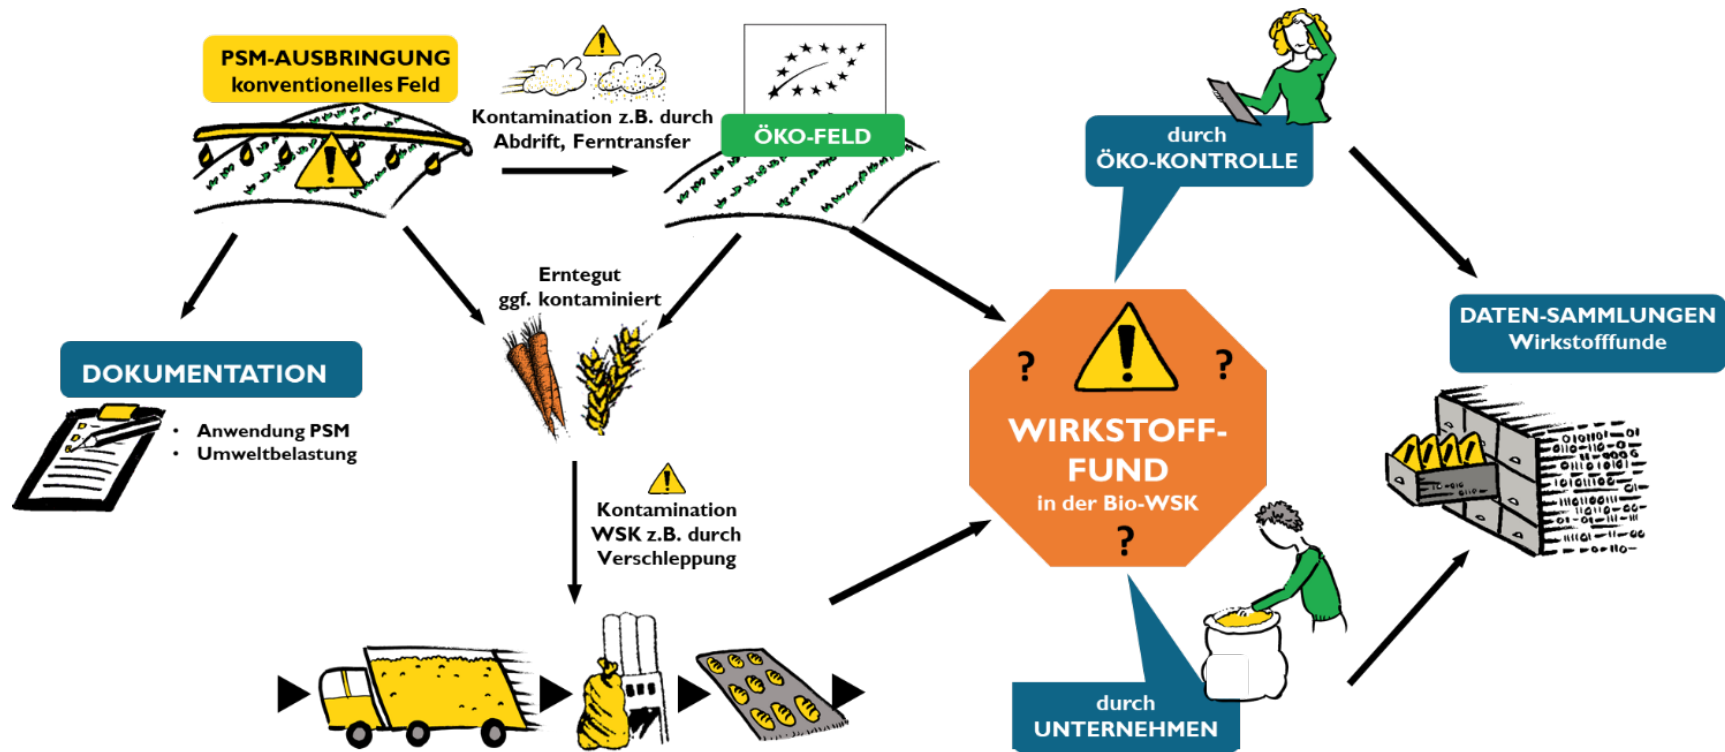 PSM-AUSBRINGUNG
konventionelles Feld
Kontamination z.B. durch
Abdrift, Ferntransfer
ÖKO-FELD
durch
ÖKO-KONTROLLE
Erntegut
ggf. kontaminiert
DOKUMENTATION
• Anwendung PSM
• Umweltbelastung
Kontamination
WSK z.B. durch
Verschleppung
? ?
WIRKSTOFF-
FUND
in der Bio-WSK
?
durch
UNTERNEHMEN
DATEN-SAMMLUNGEN
Wirkstofffunde